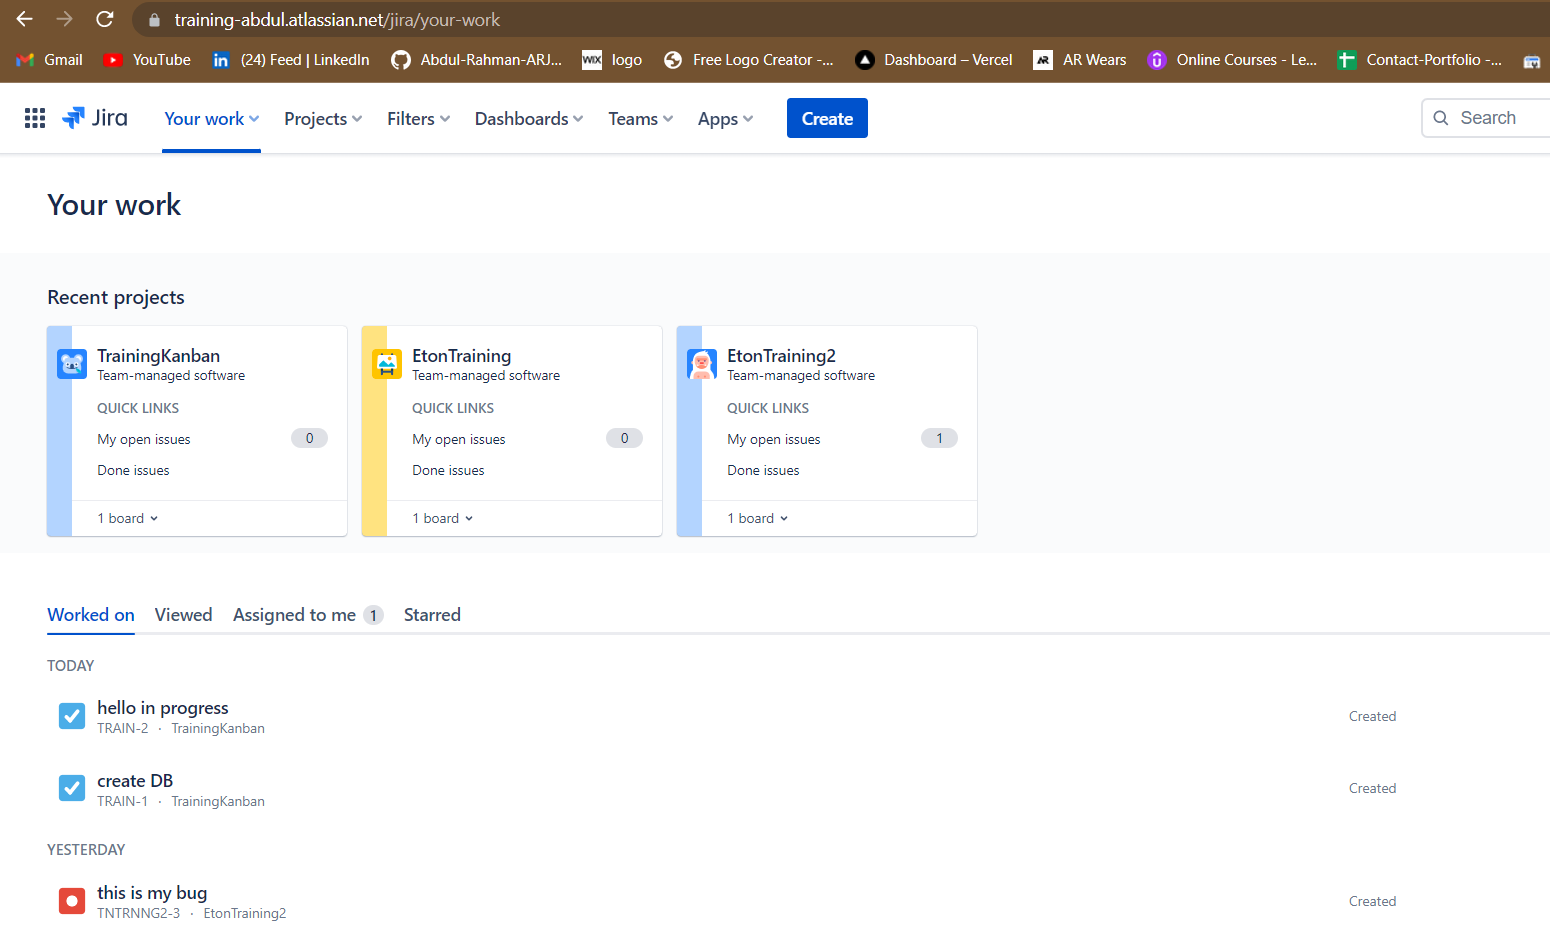 training-abdul.atlassian.net/jira/your-work
Gmail YouTube in (24) Feed | LinkedIn Abdul-Rahman-ARJ... WIX logo Free Logo Creator -... Dashboard – Vercel AR AR Wears Online Courses - Le... Contact-Portfolio -...
Jira Your work Projects Filters Dashboards Teams Apps Create Search
Your work
Recent projects
TrainingKanban
Team-managed software
QUICK LINKS
My open issues 0
Done issues
1 board
EtonTraining
Team-managed software
QUICK LINKS
My open issues 0
Done issues
1 board
EtonTraining2
Team-managed software
QUICK LINKS
My open issues 1
Done issues
1 board
Worked on Viewed Assigned to me 1 Starred
TODAY
hello in progress
TRAIN-2 · TrainingKanban
Created
create DB
TRAIN-1 · TrainingKanban
Created
YESTERDAY
this is my bug
TNTRNNG2-3 · EtonTraining2
Created